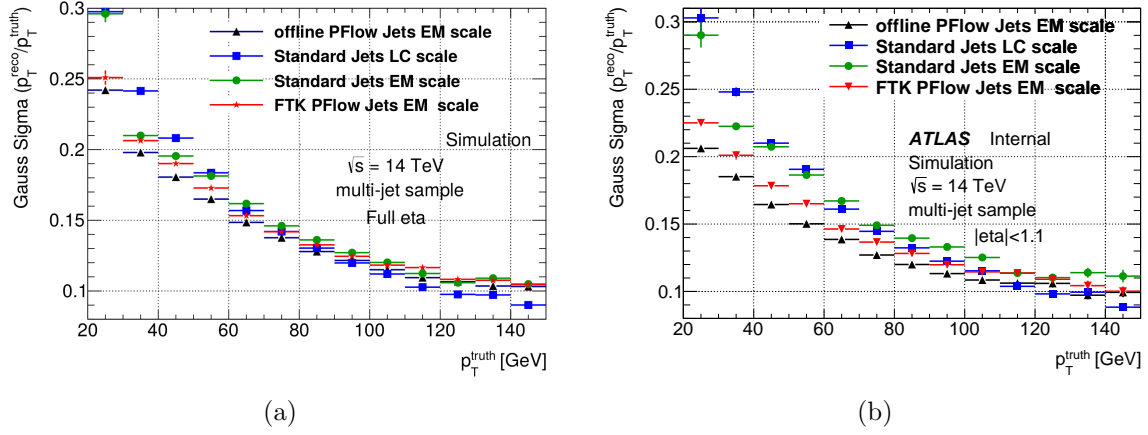 Gauss Sigma (p_T^reco/p_T^truth)
0.3
0.25
0.2
0.15
0.1
offline PFlow Jets EM scale
Standard Jets LC scale
Standard Jets EM scale
FTK PFlow Jets EM scale
Simulation
√s = 14 TeV
multi-jet sample
Full eta
20 40 60 80 100 120 140
p_T^truth [GeV]
(a)
Gauss Sigma (p_T^reco/p_T^truth)
0.3
0.25
0.2
0.15
0.1
offline PFlow Jets EM scale
Standard Jets LC scale
Standard Jets EM scale
FTK PFlow Jets EM scale
ATLAS Internal
Simulation
√s = 14 TeV
multi-jet sample
|eta|<1.1
20 40 60 80 100 120 140
p_T^truth [GeV]
(b)